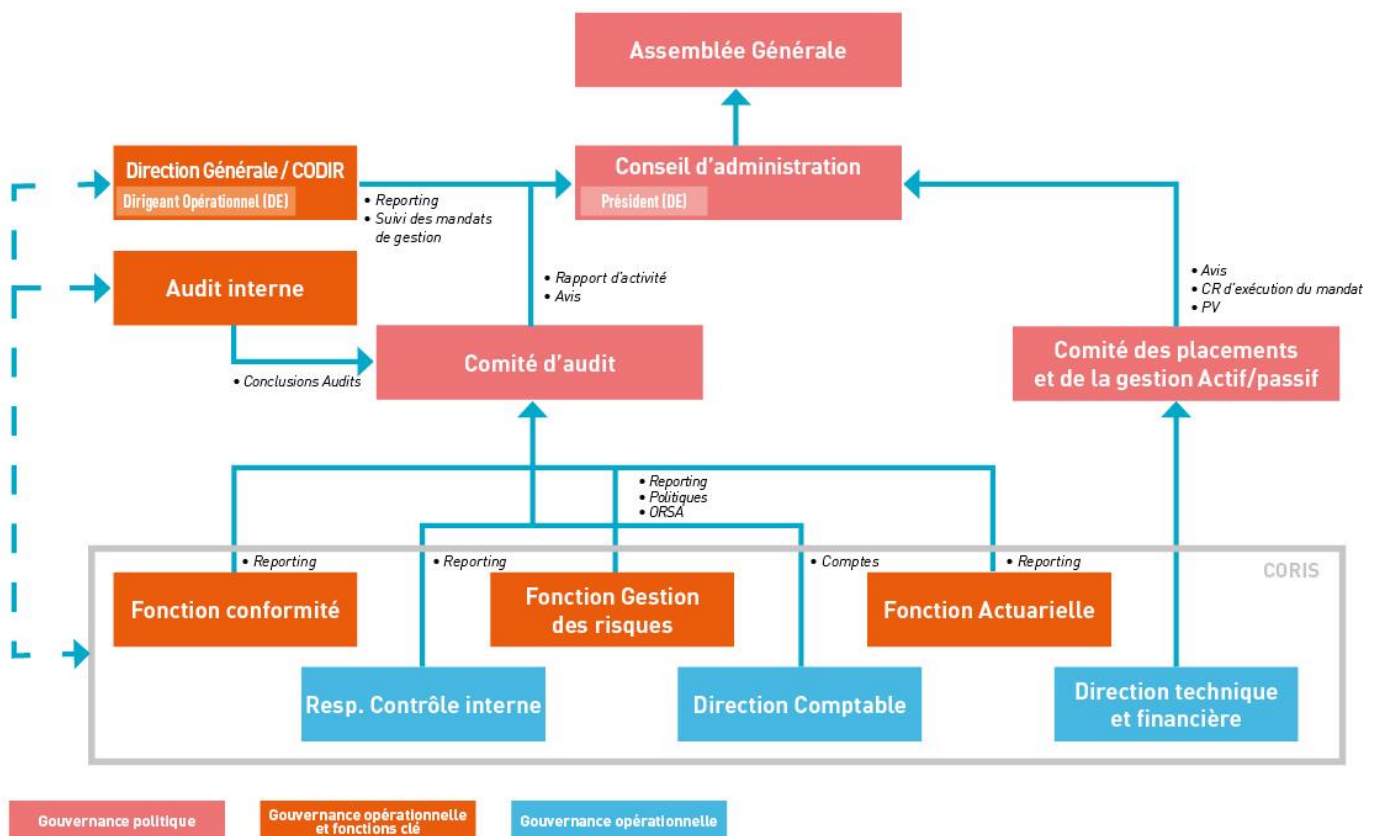 Assemblée Générale
Direction Générale / CODIR
Dirigeant Opérationnel (DE)
Conseil d'administration
Président (DE)
• Reporting
• Suivi des mandats
de gestion
Audit interne
• Rapport d'activité
• Avis
• Avis
• CR d'exécution du mandat
• PV
Comité d'audit
• Conclusions Audits
Comité des placements
et de la gestion Actif/passif
• Reporting
• Politiques
• ORSA
• Reporting
• Reporting
• Comptes
• Reporting
CORIS
Fonction conformité
Fonction Gestion
des risques
Fonction Actuarielle
Resp. Contrôle interne
Direction Comptable
Direction technique
et financière
Gouvernance politique
Gouvernance opérationnelle
et fonctions clé
Gouvernance opérationnelle